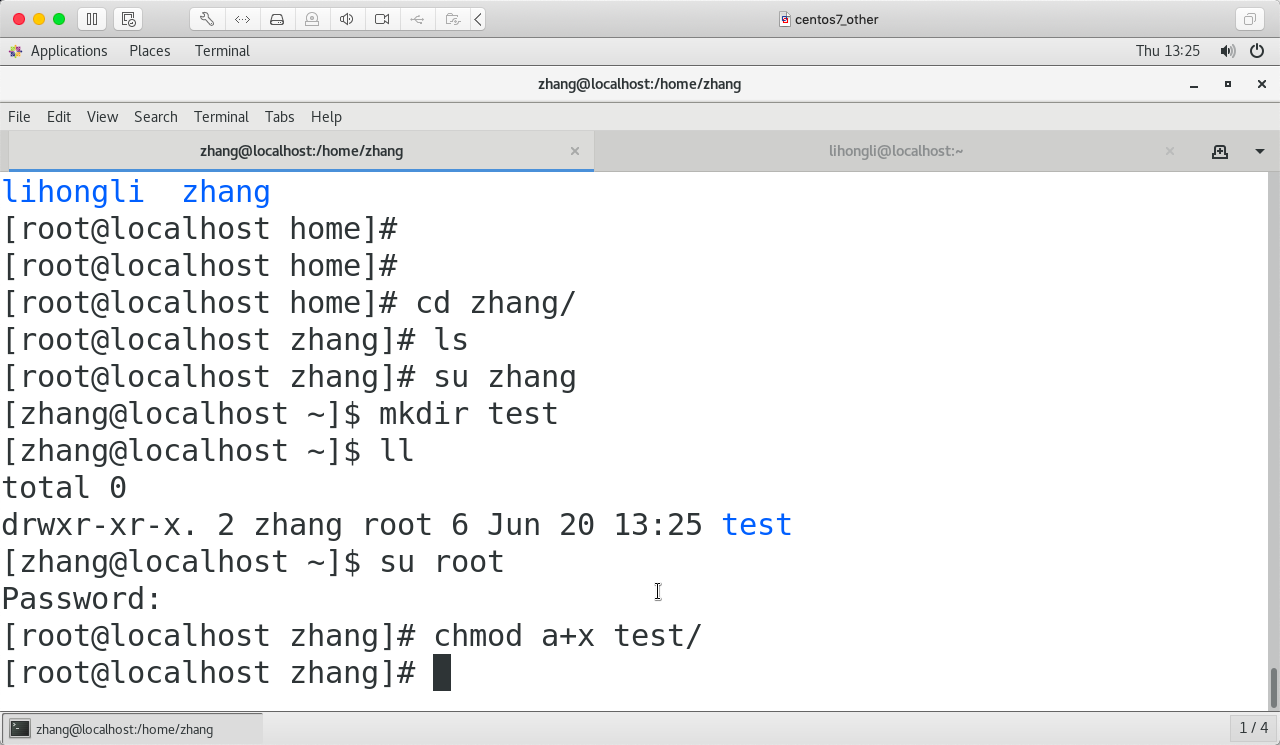 centos7_other
Applications Places Terminal Thu 13:25
zhang@localhost:/home/zhang
File Edit View Search Terminal Tabs Help
zhang@localhost:/home/zhang lihongli@localhost:~
lihongli zhang
[root@localhost home]#
[root@localhost home]#
[root@localhost home]# cd zhang/
[root@localhost zhang]# ls
[root@localhost zhang]# su zhang
[zhang@localhost ~]$ mkdir test
[zhang@localhost ~]$ ll
total 0
drwxr-xr-x. 2 zhang root 6 Jun 20 13:25 test
[zhang@localhost ~]$ su root
Password:
[root@localhost zhang]# chmod a+x test/
[root@localhost zhang]#
zhang@localhost:/home/zhang 1 / 4